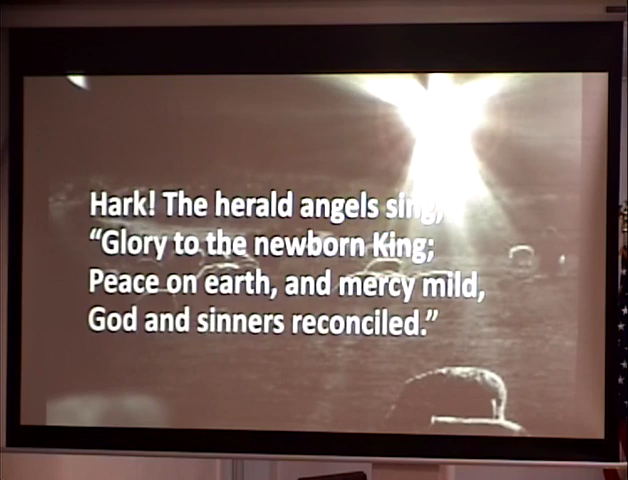 Hark! The herald angels sing,
“Glory to the newborn King;
Peace on earth, and mercy mild,
God and sinners reconciled.”